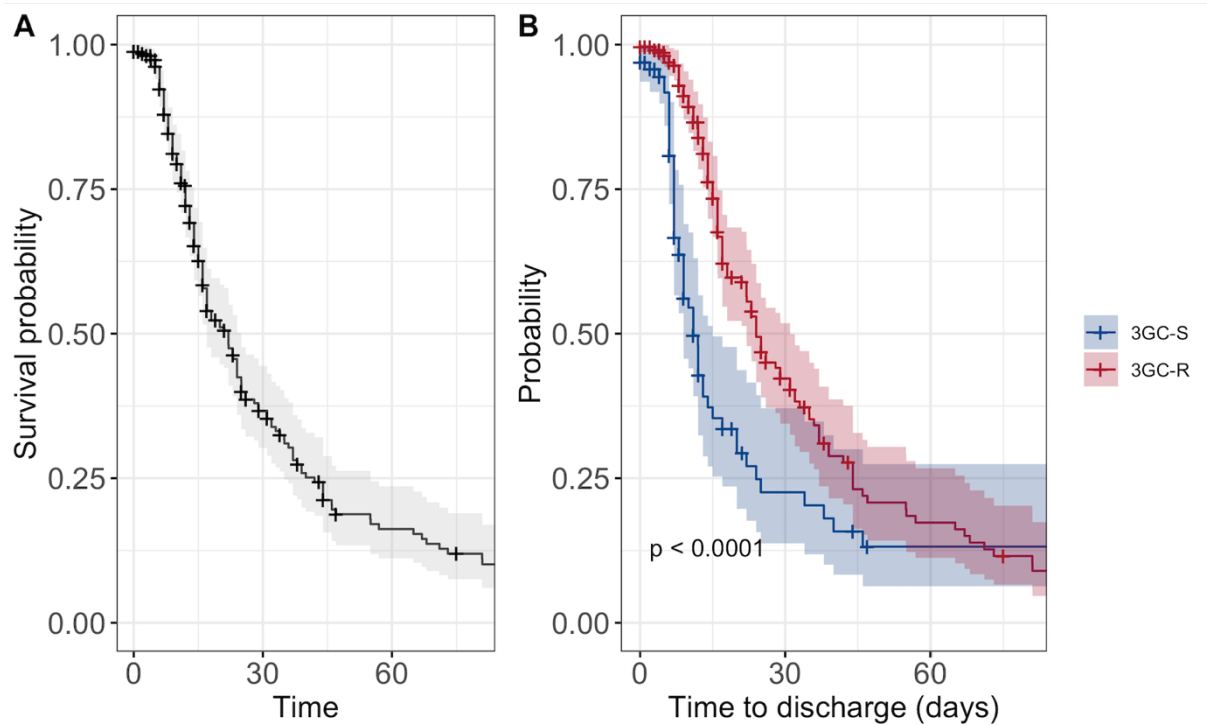 A
Survival probability
1.00
0.75
0.50
0.25
0.00
0
30
60
Time
B
Probability
1.00
0.75
0.50
0.25
0.00
p < 0.0001
0
30
60
Time to discharge (days)
3GC-S
3GC-R